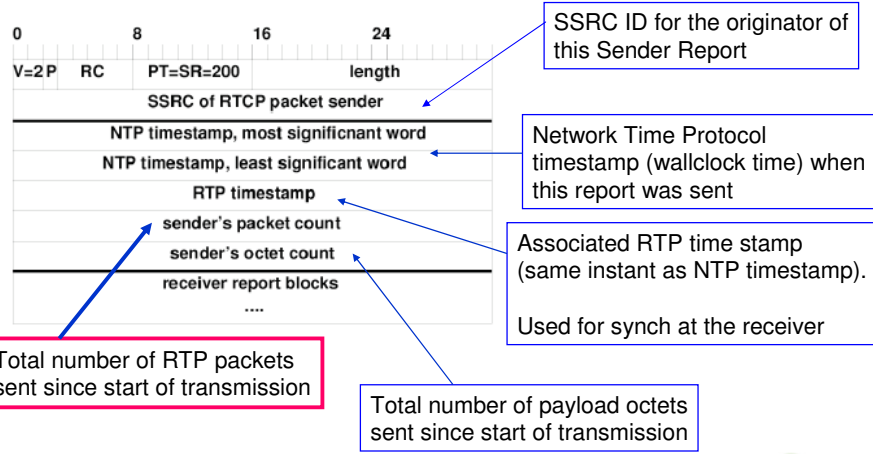 SSRC ID for the originator of
this Sender Report
0 8 16 24
V=2 P RC PT=SR=200 length
SSRC of RTCP packet sender
NTP timestamp, most significnant word
NTP timestamp, least significant word
RTP timestamp
sender's packet count
sender's octet count
receiver report blocks
....
Network Time Protocol
timestamp (wallclock time) when
this report was sent
Associated RTP time stamp
(same instant as NTP timestamp).
Used for synch at the receiver
Total number of RTP packets
sent since start of transmission
Total number of payload octets
sent since start of transmission